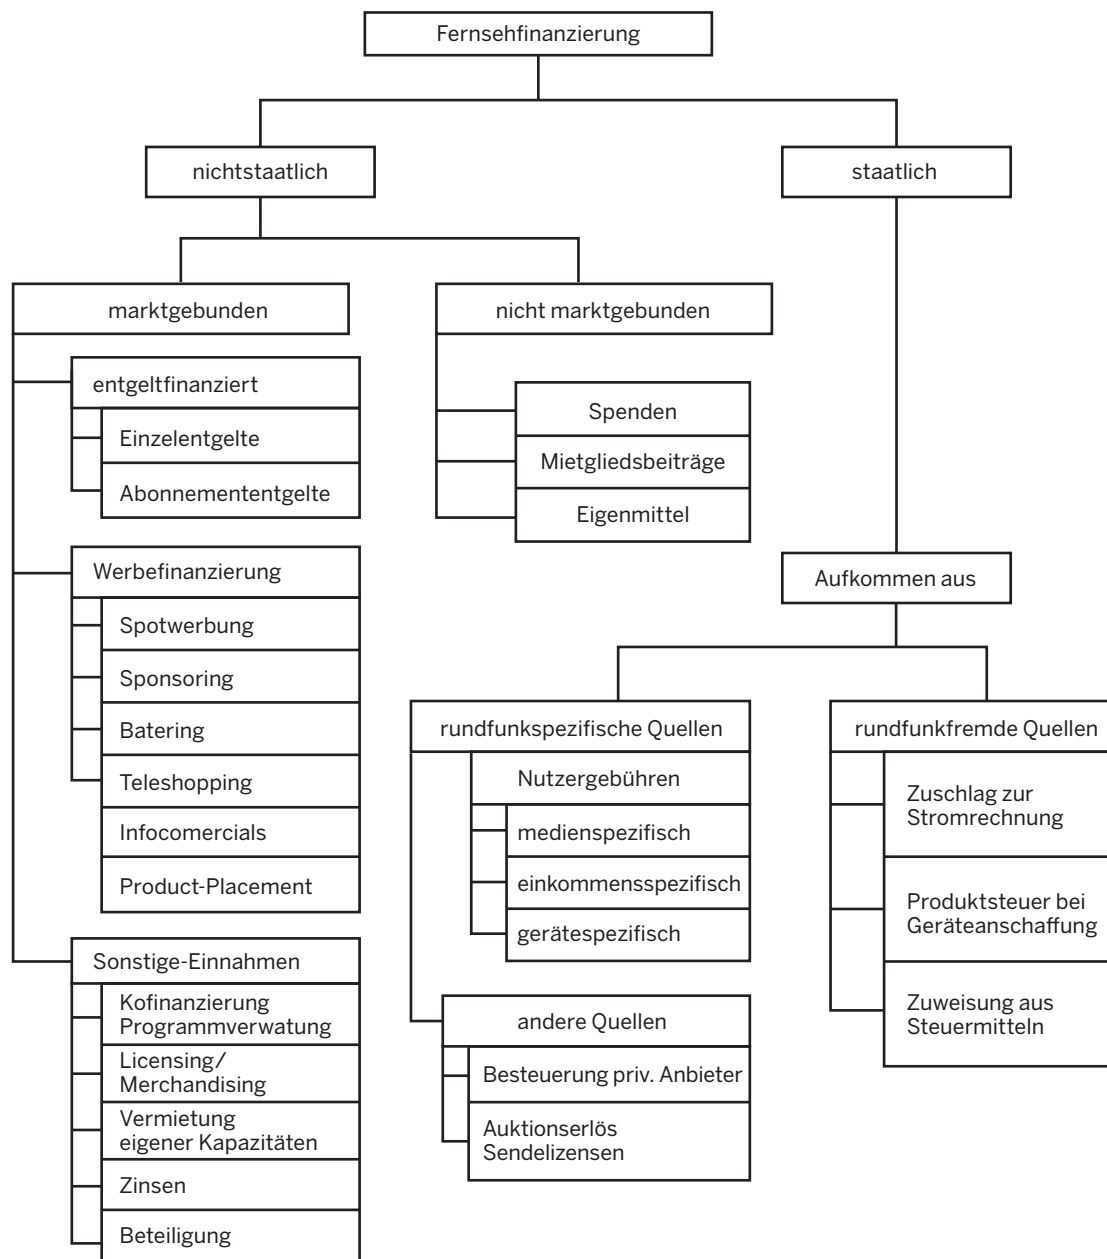 Fernsehfinanzierung
nichtstaatlich
staatlich
marktgebunden
nicht marktgebunden
entgeltfinanziert
Einzelentgelte
Abonnemententgelte
Spenden
Mietgliedsbeiträge
Eigenmittel
Werbefinanzierung
Spotwerbung
Sponsoring
Batering
Teleshopping
Infocomercials
Product-Placement
Sonstige-Einnahmen
Kofinanzierung
Programmverwatung
Licensing/
Merchandising
Vermietung
eigener Kapazitäten
Zinsen
Beteiligung
Aufkommen aus
rundfunkspezifische Quellen
Nutzergebühren
medienspezifisch
einkommensspezifisch
gerätespezifisch
andere Quellen
Besteuerung priv. Anbieter
Auktionserlös
Sendelizensen
rundfunkfremde Quellen
Zuschlag zur
Stromrechnung
Produktsteuer bei
Geräteanschaffung
Zuweisung aus
Steuermitteln